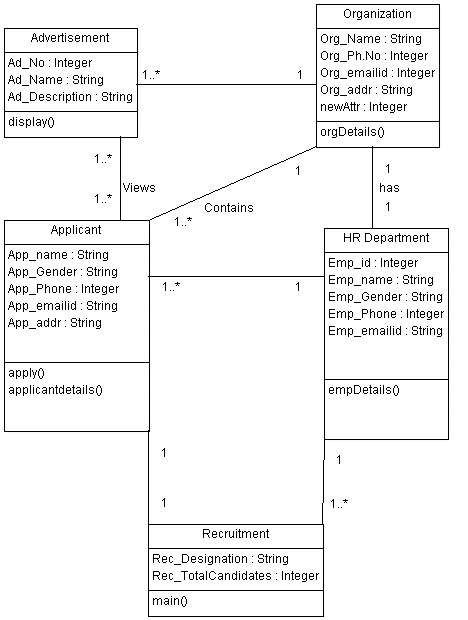 Organization
Org_Name : String
Org_Ph.No : Integer
Org_emailid : Integer
Org_addr : String
newAttr : Integer
orgDetails()
Advertisement
Ad_No : Integer
Ad_Name : String
Ad_Description : String
display()
1..*
1
1..*
1..*
Views
1
Contains
1..*
1
has
1
Applicant
App_name : String
App_Gender : String
App_Phone : Integer
App_emailid : String
App_addr : String
apply()
applicantdetails()
HR Department
Emp_id : Integer
Emp_name : String
Emp_Gender : String
Emp_Phone : Integer
Emp_emailid : String
empDetails()
1..*
1
1
1
1
1..*
Recruitment
Rec_Designation : String
Rec_TotalCandidates : Integer
main()